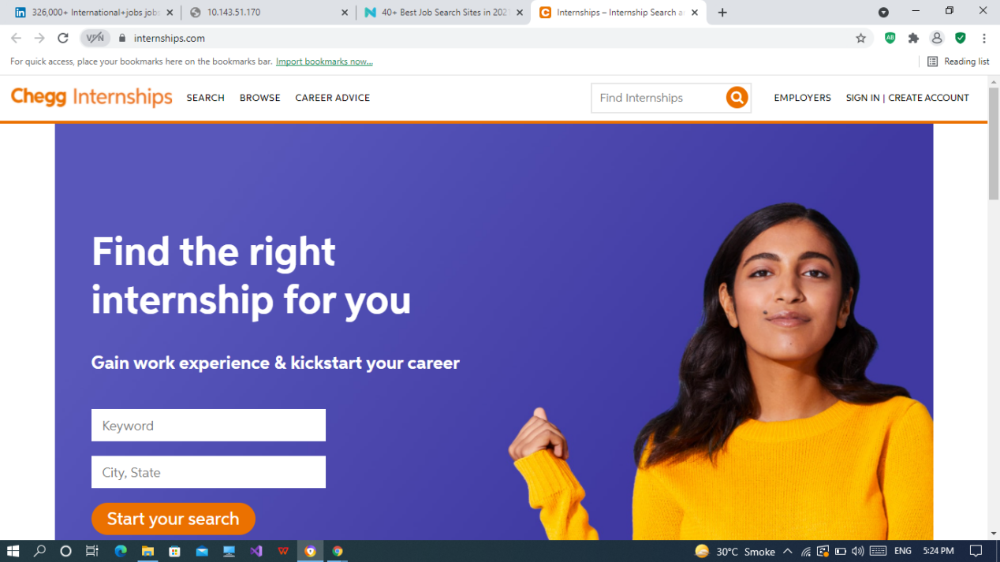 326,000+ International+jobs jobs
10.143.51.170
40+ Best Job Search Sites in 2021
Internships – Internship Search a
VPN
internships.com
For quick access, place your bookmarks here on the bookmarks bar. Import bookmarks now...
Reading list
Chegg Internships
SEARCH
BROWSE
CAREER ADVICE
Find Internships
EMPLOYERS
SIGN IN | CREATE ACCOUNT
Find the right
internship for you
Gain work experience & kickstart your career
Keyword
City, State
Start your search
30°C Smoke
ENG
5:24 PM